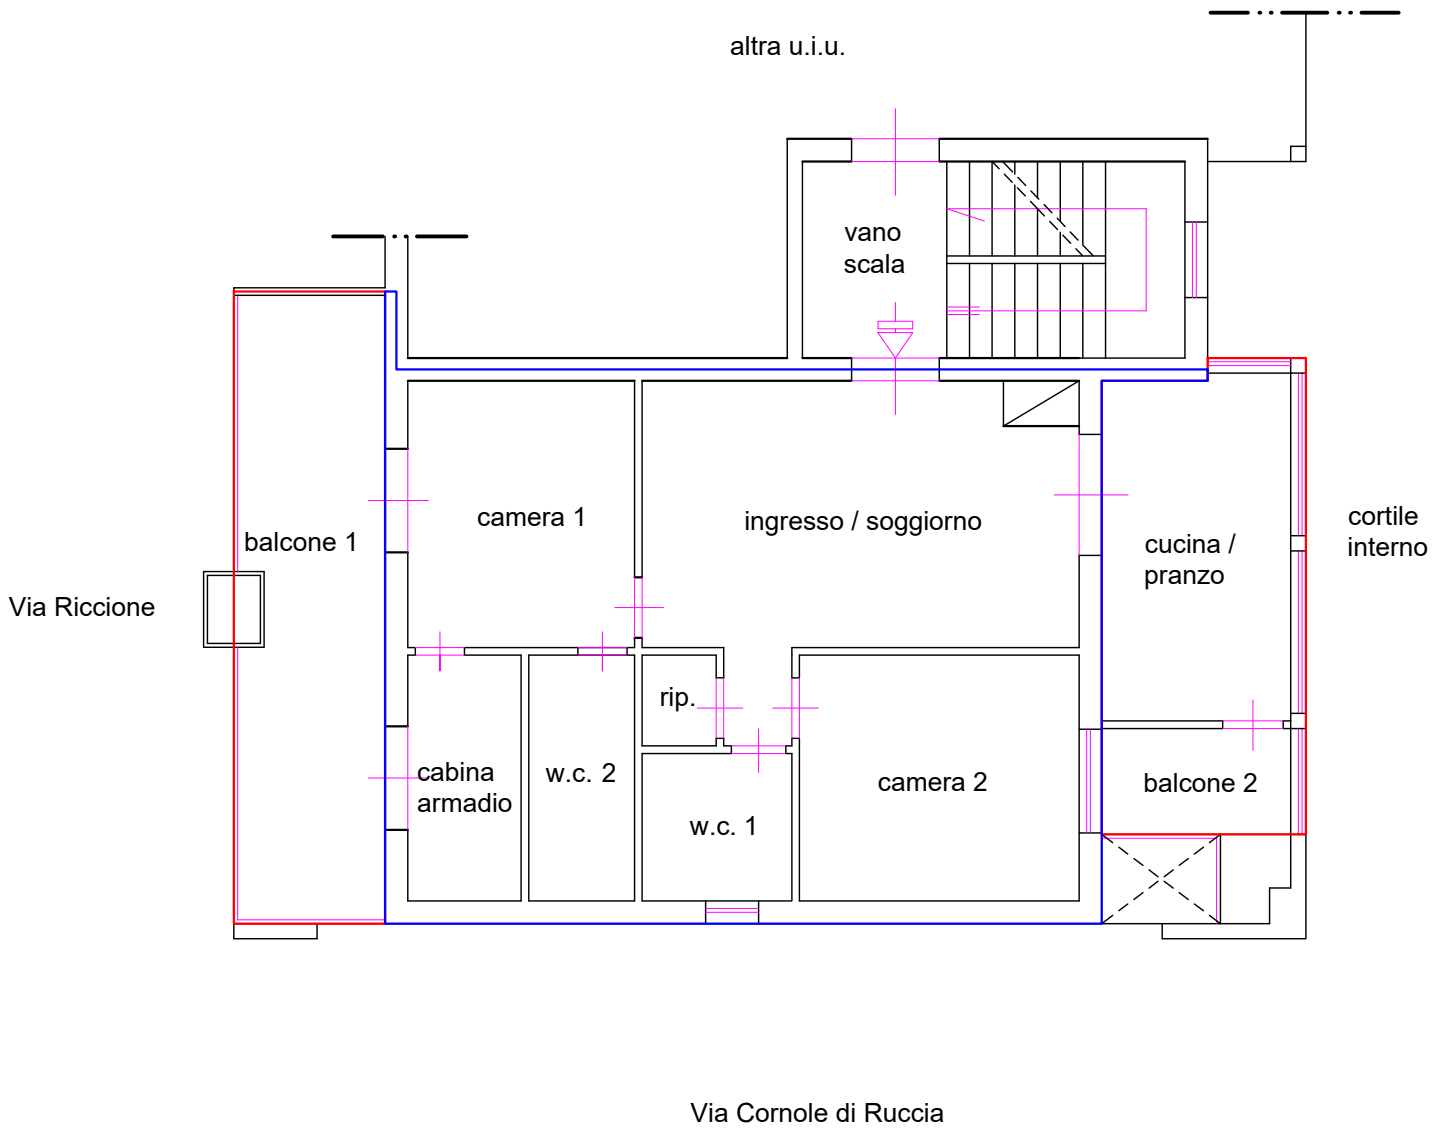 altra u.i.u.
vano
scala
balcone 1
camera 1
ingresso / soggiorno
cucina /
pranzo
cortile
interno
Via Riccione
rip.
cabina
armadio
w.c. 2
w.c. 1
camera 2
balcone 2
Via Cornole di Ruccia